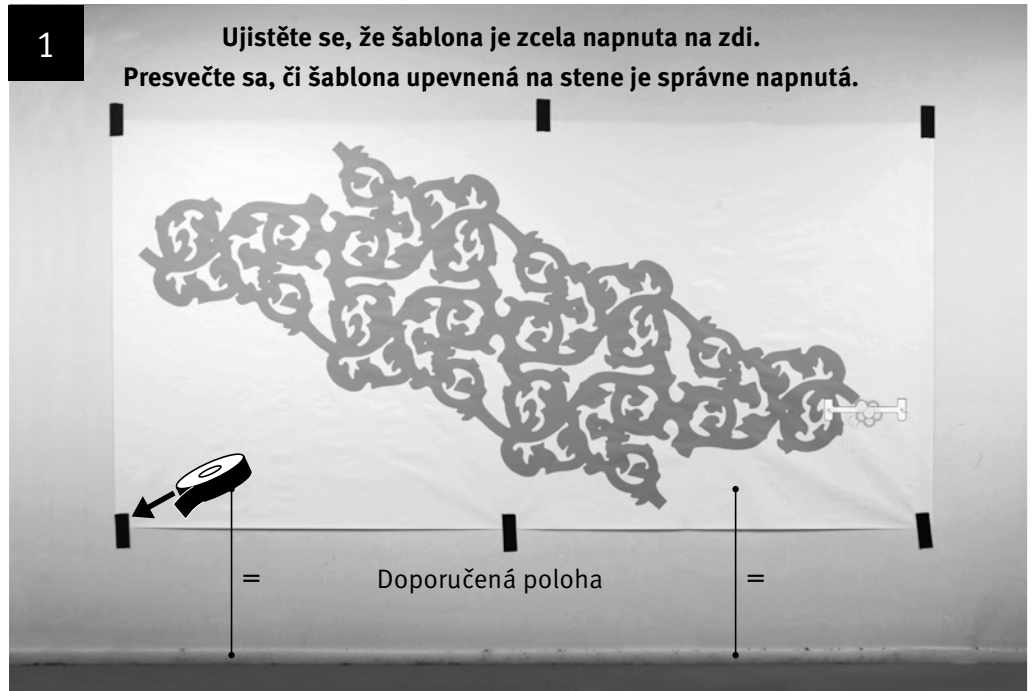 1
Ujistěte se, že šablona je zcela napnuta na zdi.
Presvečte sa, či šablona upevnená na stene je správne napnutá.
= Doporučená poloha =